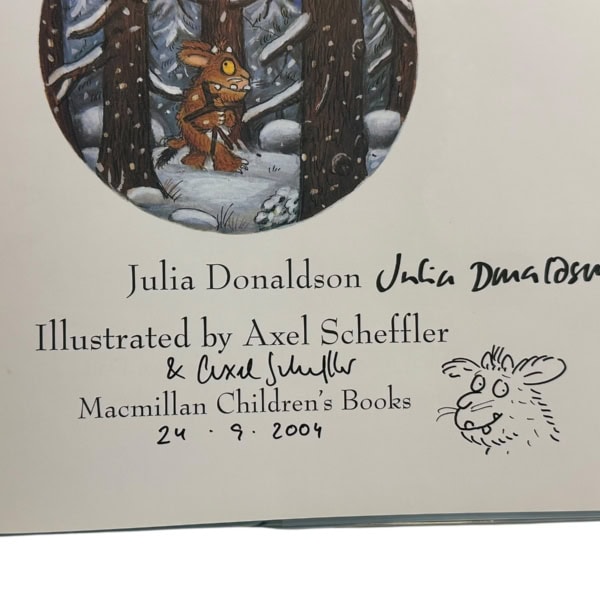 Julia Donaldson Julia Donaldson
Illustrated by Axel Scheffler
& Axel Scheffler
Macmillan Children's Books
24 . 9 . 2004